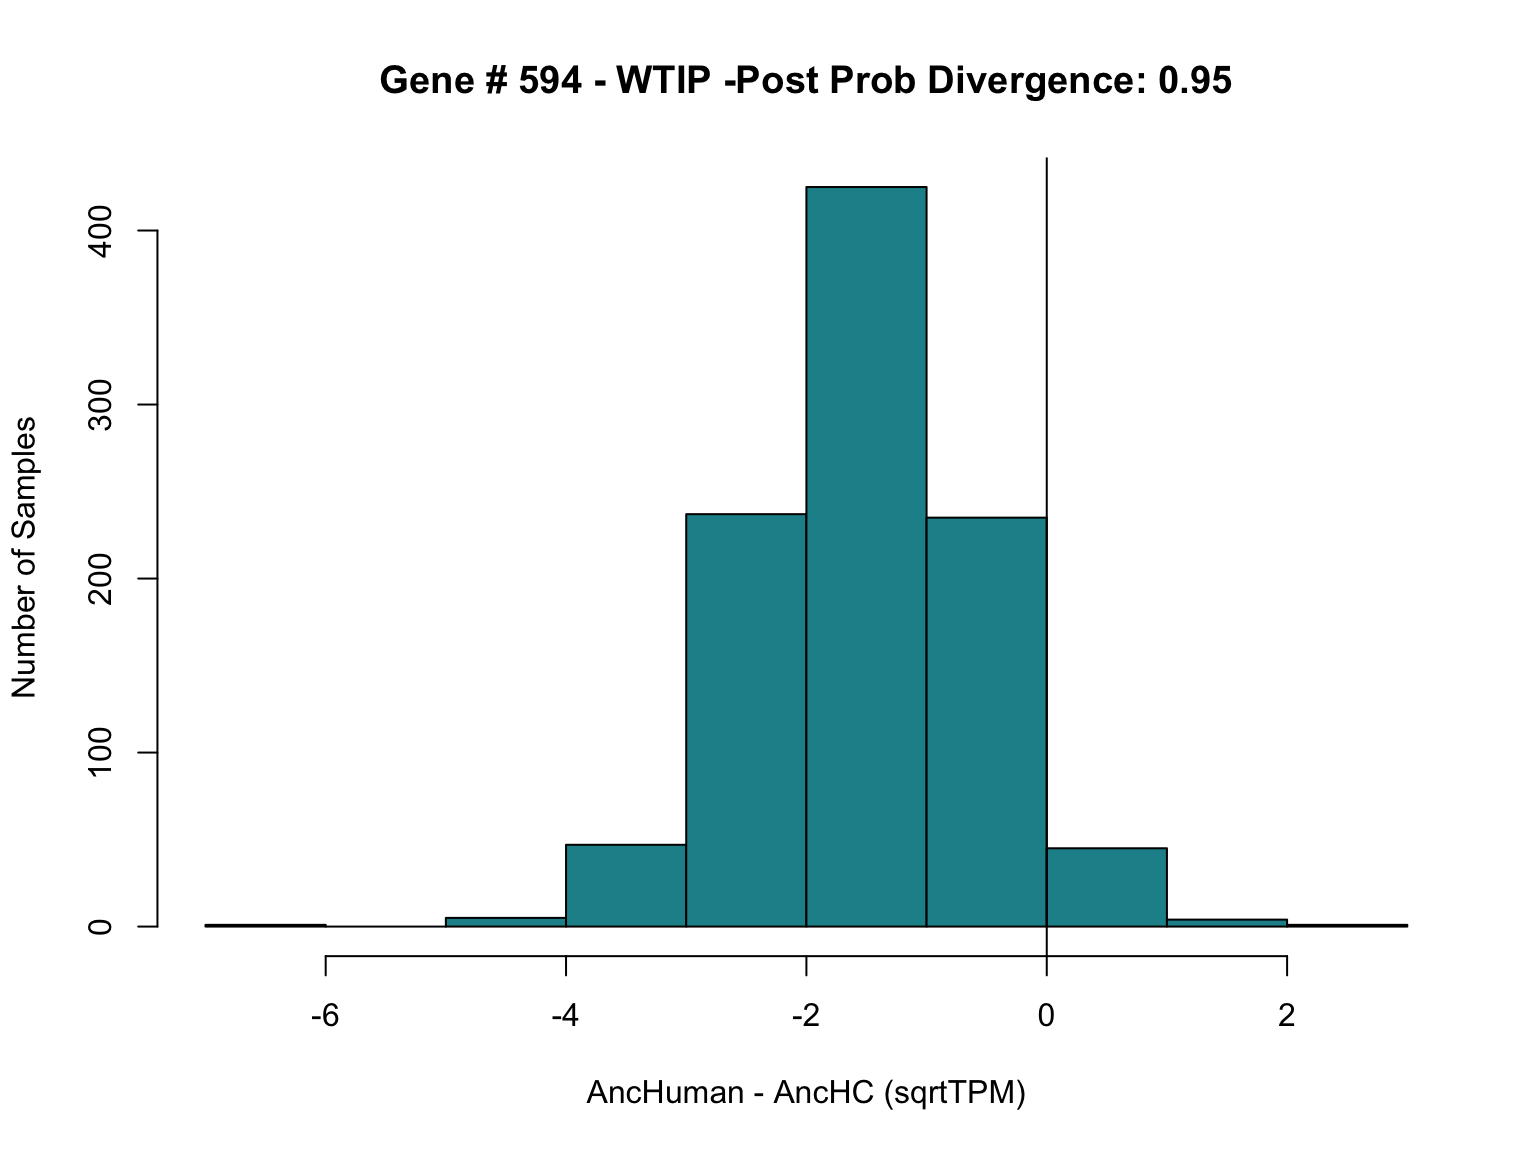 Gene # 594 - WTIP -Post Prob Divergence: 0.95
Number of Samples
400
300
200
100
0
-6 -4 -2 0 2
AncHuman - AncHC (sqrtTPM)